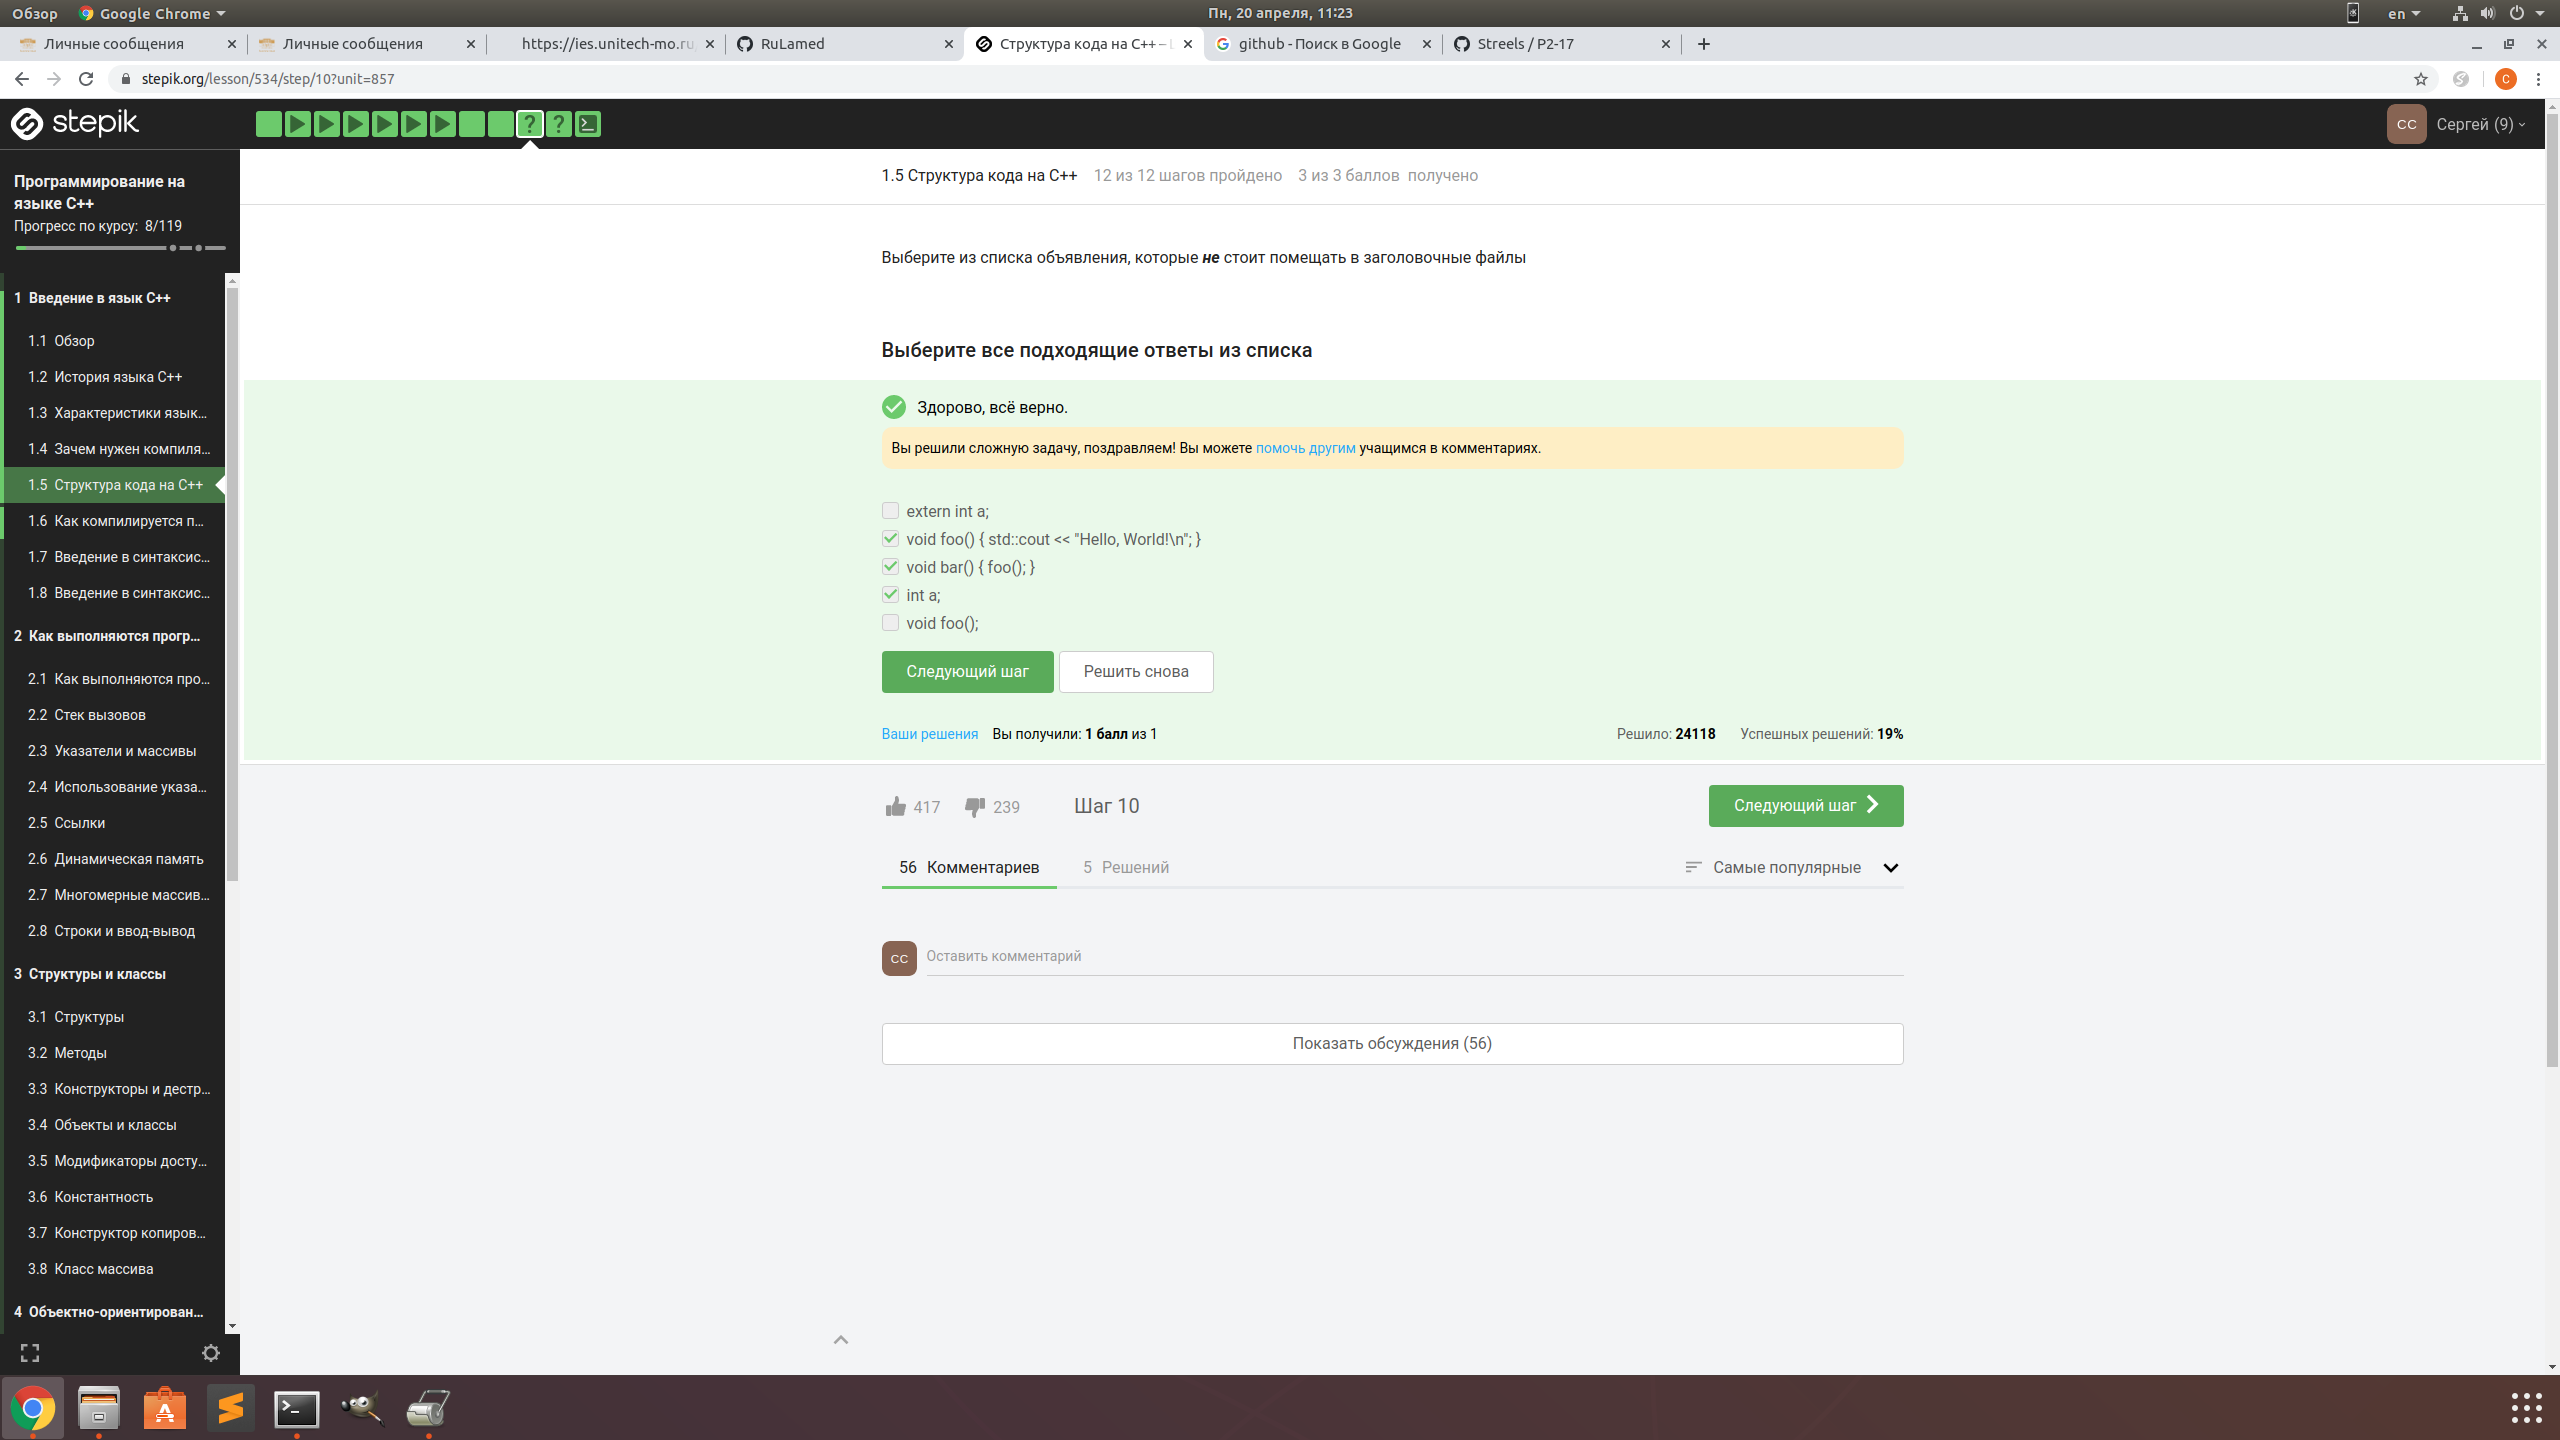 Обзор Google Chrome Пн, 20 апреля, 11:23 en
Личные сообщения Личные сообщения https://ies.unitech-mo.ru RuLamed Структура кода на C++ – github - Поиск в Google Streels / P2-17
stepik.org/lesson/534/step/10?unit=857 C
stepik ? ? CC Сергей (9)
Программирование на
языке C++
Прогресс по курсу: 8/119
1 Введение в язык C++
1.1 Обзор
1.2 История языка C++
1.3 Характеристики язык...
1.4 Зачем нужен компиля...
1.5 Структура кода на C++
1.6 Как компилируется п...
1.7 Введение в синтаксис...
1.8 Введение в синтаксис...
2 Как выполняются прогр...
2.1 Как выполняются про...
2.2 Стек вызовов
2.3 Указатели и массивы
2.4 Использование указа...
2.5 Ссылки
2.6 Динамическая память
2.7 Многомерные массив...
2.8 Строки и ввод-вывод
3 Структуры и классы
3.1 Структуры
3.2 Методы
3.3 Конструкторы и дестр...
3.4 Объекты и классы
3.5 Модификаторы досту...
3.6 Константность
3.7 Конструктор копиров...
3.8 Класс массива
4 Объектно-ориентирован...
1.5 Структура кода на C++ 12 из 12 шагов пройдено 3 из 3 баллов получено
Выберите из списка объявления, которые не стоит помещать в заголовочные файлы
Выберите все подходящие ответы из списка
Здорово, всё верно.
Вы решили сложную задачу, поздравляем! Вы можете помочь другим учащимся в комментариях.
extern int a;
void foo() { std::cout << "Hello, World!\n"; }
void bar() { foo(); }
int a;
void foo();
Следующий шаг Решить снова
Ваши решения Вы получили: 1 балл из 1 Решило: 24118 Успешных решений: 19%
417 239 Шаг 10 Следующий шаг
56 Комментариев 5 Решений Самые популярные
CC Оставить комментарий
Показать обсуждения (56)